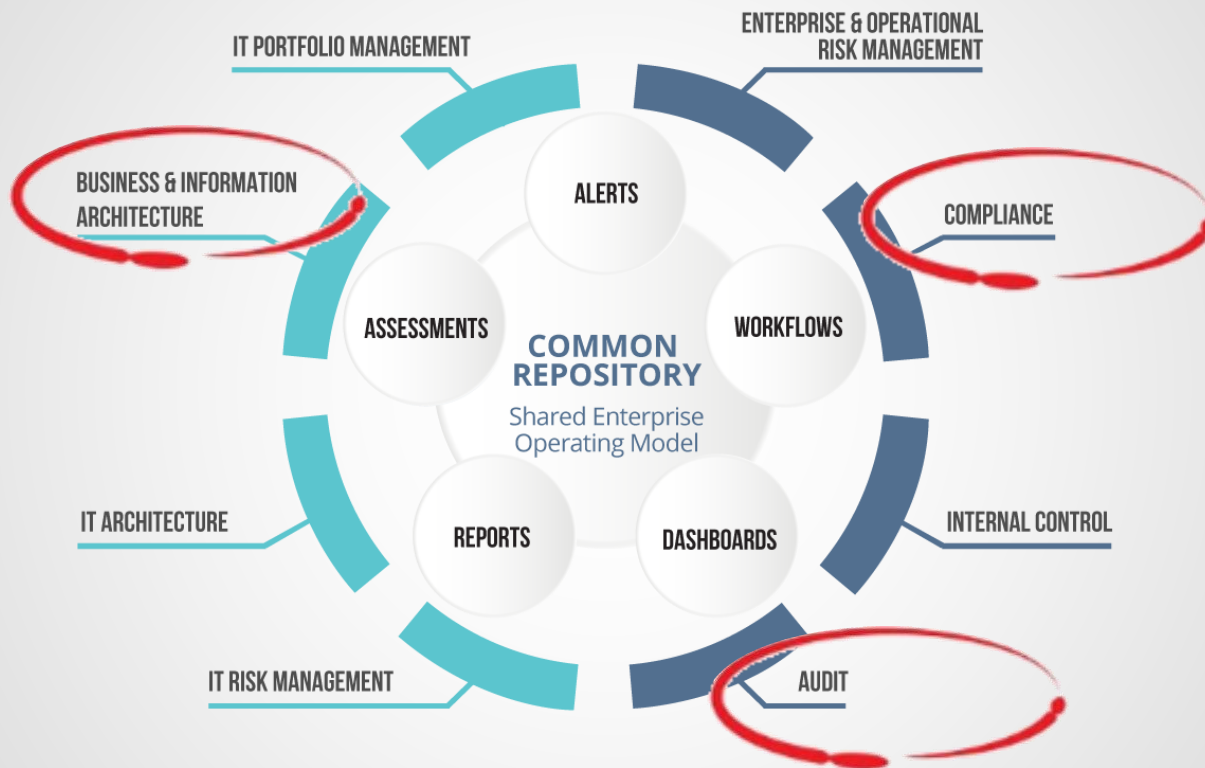 IT PORTFOLIO MANAGEMENT
ENTERPRISE & OPERATIONAL
RISK MANAGEMENT
BUSINESS & INFORMATION
ARCHITECTURE
COMPLIANCE
ALERTS
ASSESSMENTS
WORKFLOWS
COMMON
REPOSITORY
Shared Enterprise
Operating Model
REPORTS
DASHBOARDS
IT ARCHITECTURE
INTERNAL CONTROL
IT RISK MANAGEMENT
AUDIT